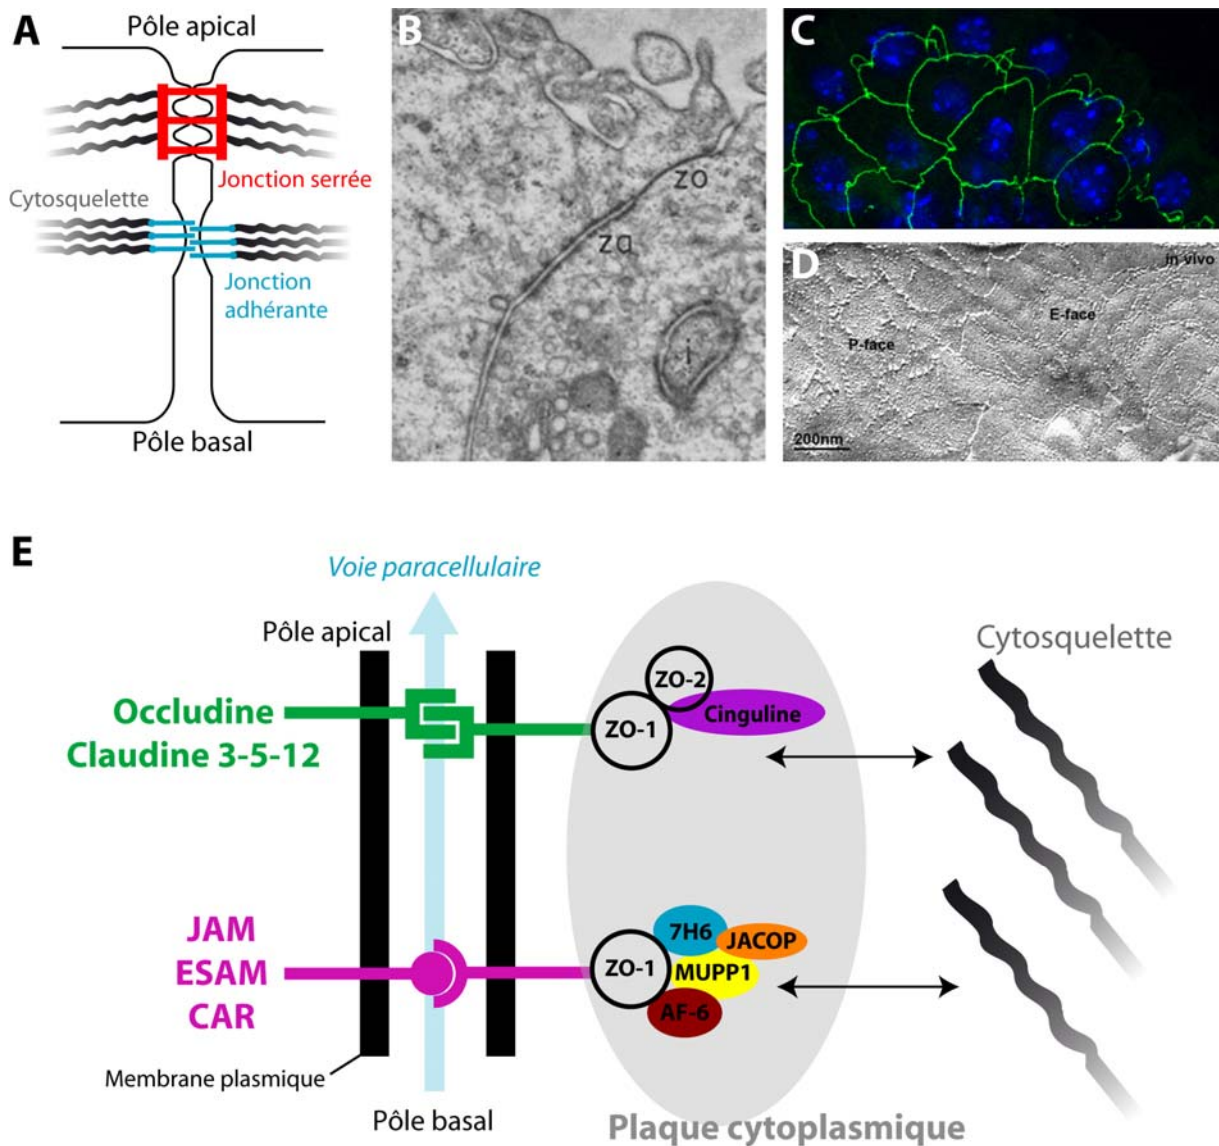 A
Pôle apical
Jonction serrée
Cytosquelette
Jonction
adhérante
Pôle basal
B
zo
za
i
C
D
in vivo
E-face
P-face
200nm
E
Voie paracellulaire
Pôle apical
Occludine
Claudine 3-5-12
ZO-2
ZO-1
Cinguline
Cytosquelette
JAM
ESAM
CAR
7H6
JACOP
ZO-1
MUPP1
AF-6
Membrane plasmique
Pôle basal
Plaque cytoplasmique